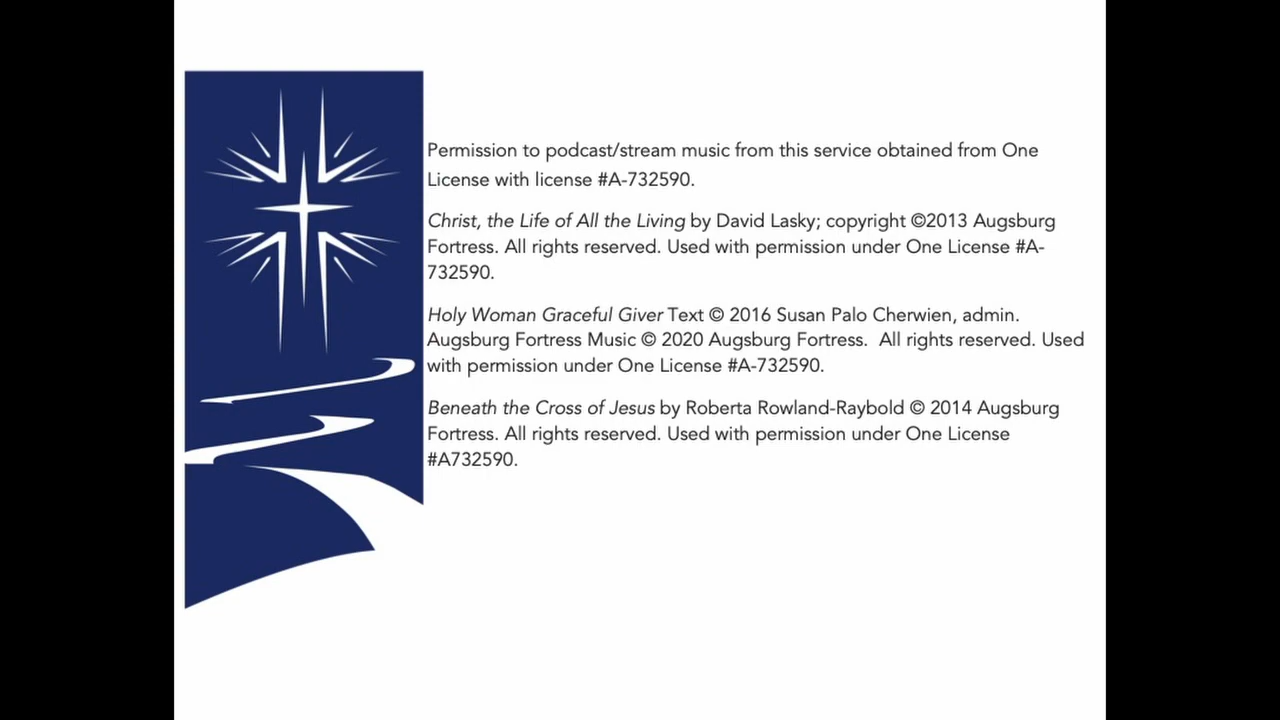 Permission to podcast/stream music from this service obtained from One
License with license #A-732590.
Christ, the Life of All the Living by David Lasky; copyright ©2013 Augsburg
Fortress. All rights reserved. Used with permission under One License #A-
732590.
Holy Woman Graceful Giver Text © 2016 Susan Palo Cherwien, admin.
Augsburg Fortress Music © 2020 Augsburg Fortress.  All rights reserved. Used
with permission under One License #A-732590.
Beneath the Cross of Jesus by Roberta Rowland-Raybold © 2014 Augsburg
Fortress. All rights reserved. Used with permission under One License
#A732590.